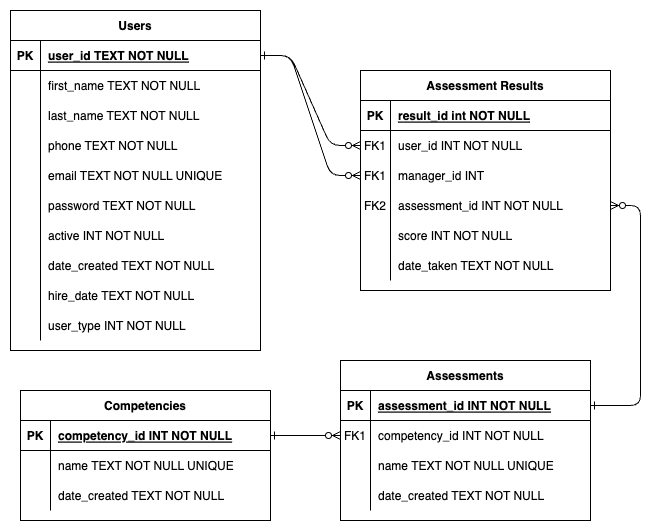 Users
PK user_id TEXT NOT NULL
first_name TEXT NOT NULL
last_name TEXT NOT NULL
phone TEXT NOT NULL
email TEXT NOT NULL UNIQUE
password TEXT NOT NULL
active INT NOT NULL
date_created TEXT NOT NULL
hire_date TEXT NOT NULL
user_type INT NOT NULL
Assessment Results
PK result_id int NOT NULL
FK1 user_id INT NOT NULL
FK1 manager_id INT
FK2 assessment_id INT NOT NULL
score INT NOT NULL
date_taken TEXT NOT NULL
Competencies
PK competency_id INT NOT NULL
name TEXT NOT NULL UNIQUE
date_created TEXT NOT NULL
Assessments
PK assessment_id INT NOT NULL
FK1 competency_id INT NOT NULL
name TEXT NOT NULL UNIQUE
date_created TEXT NOT NULL